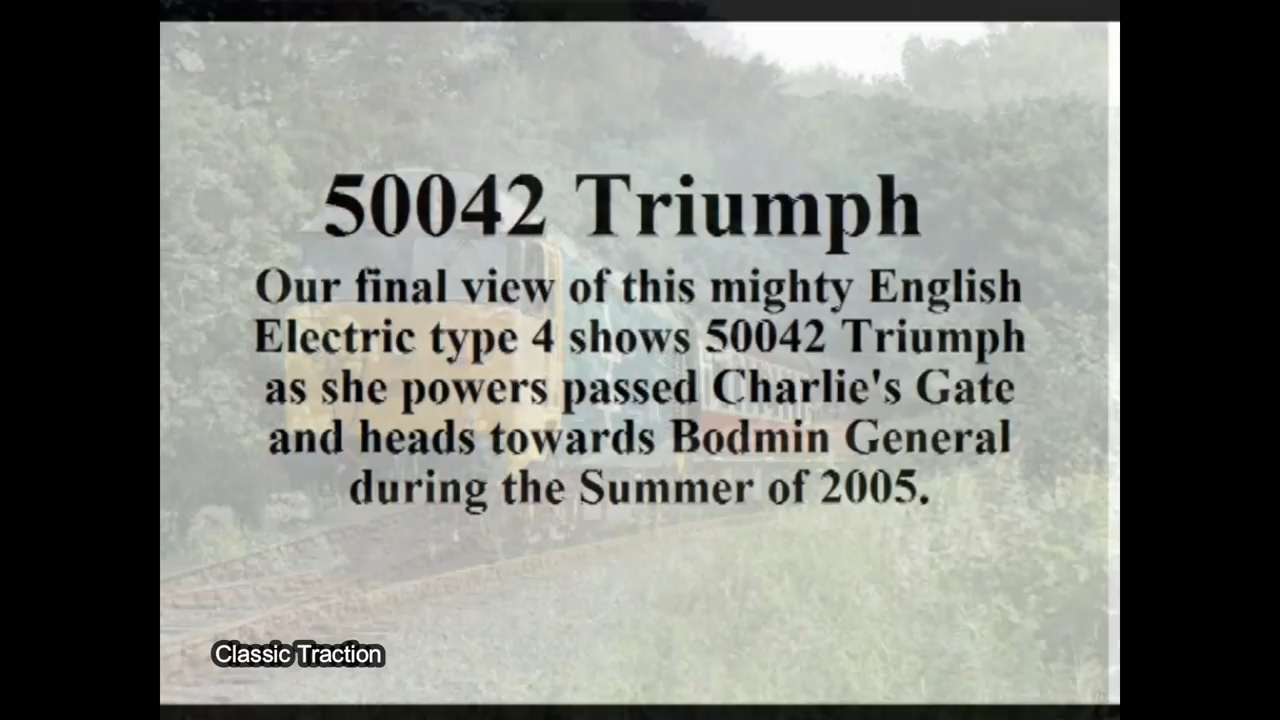 50042 Triumph
Our final view of this mighty English
Electric type 4 shows 50042 Triumph
as she powers passed Charlie's Gate
and heads towards Bodmin General
during the Summer of 2005.
Classic Traction